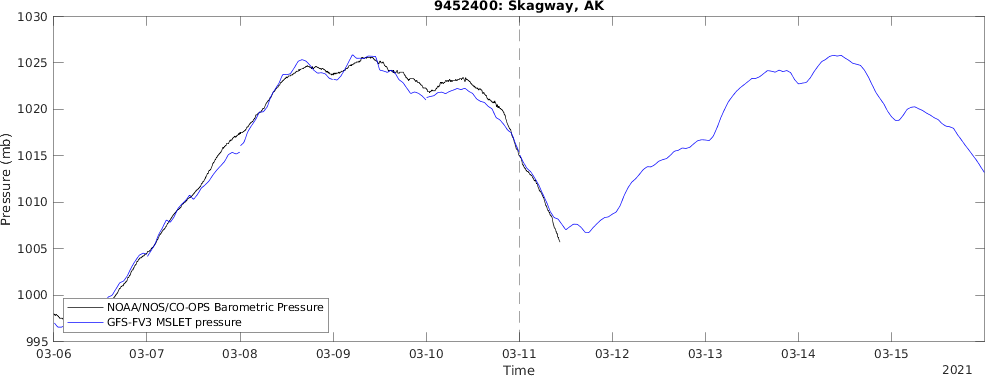 9452400: Skagway, AK
Pressure (mb)
1030
1025
1020
1015
1010
1005
1000
995
NOAA/NOS/CO-OPS Barometric Pressure
GFS-FV3 MSLET pressure
03-06 03-07 03-08 03-09 03-10 03-11 03-12 03-13 03-14 03-15
Time
2021